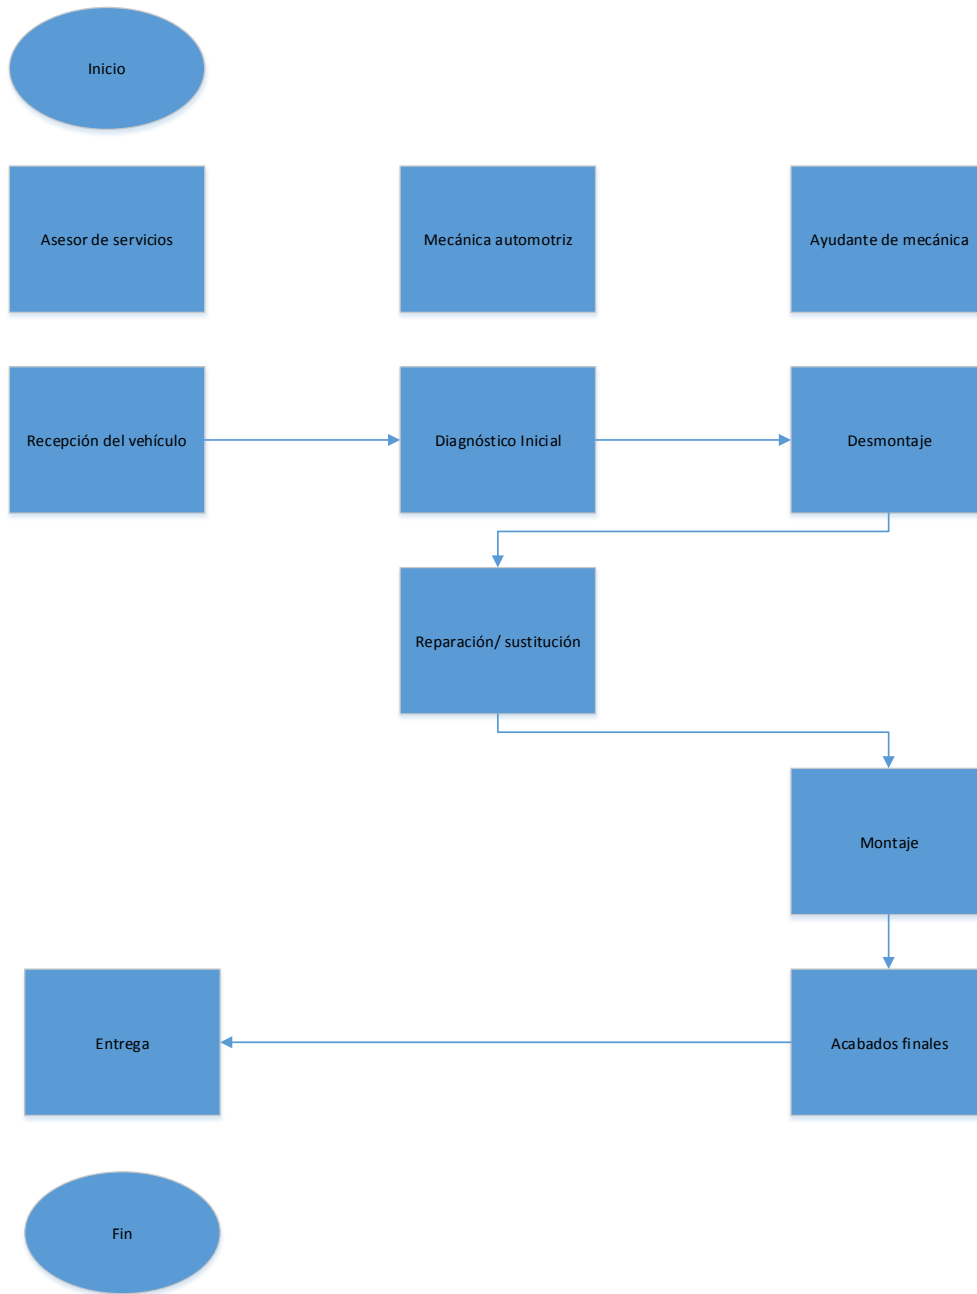 Inicio
Asesor de servicios
Mecánica automotriz
Ayudante de mecánica
Recepción del vehículo
Diagnóstico Inicial
Desmontaje
Reparación/ sustitución
Montaje
Entrega
Acabados finales
Fin